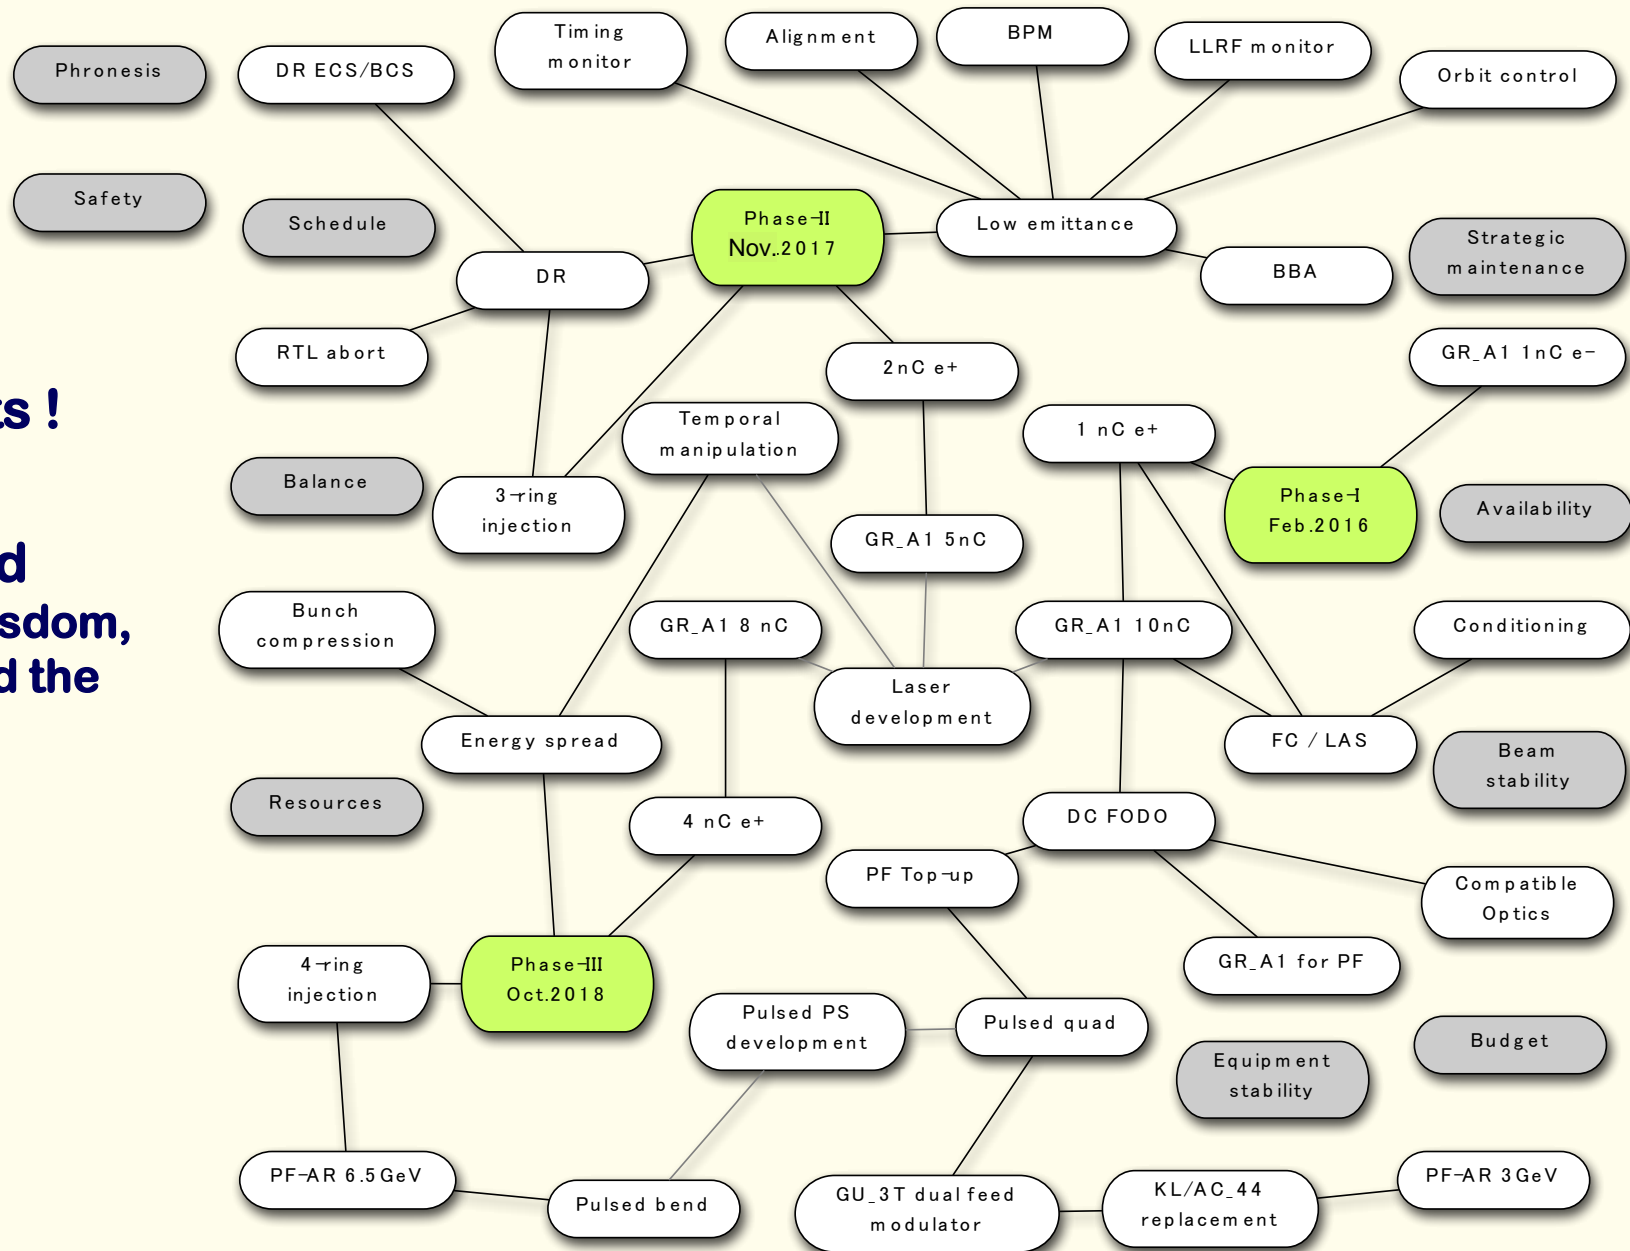 Timing
monitor
Alignment
BPM
LLRF monitor
Orbit control
Phronesis
DR ECS/BCS
Safety
Schedule
Phase-II
Nov..2017
Low emittance
Strategic
maintenance
DR
BBA
RTL abort
2nC e+
GR_A1 1nC e-
ts !
Temporal
manipulation
1 nC e+
Balance
3-ring
injection
Phase-I
Feb.2016
Availability
GR_A1 5nC
d
sdom,
d the
Bunch
compression
GR_A1 8 nC
GR_A1 10nC
Conditioning
Laser
development
Energy spread
FC / LAS
Beam
stability
Resources
4 nC e+
DC FODO
PF Top-up
Compatible
Optics
4-ring
injection
Phase-III
Oct.2018
GR_A1 for PF
Pulsed PS
development
Pulsed quad
Budget
Equipment
stability
PF-AR 6.5GeV
Pulsed bend
GU_3T dual feed
modulator
KL/AC_44
replacement
PF-AR 3GeV